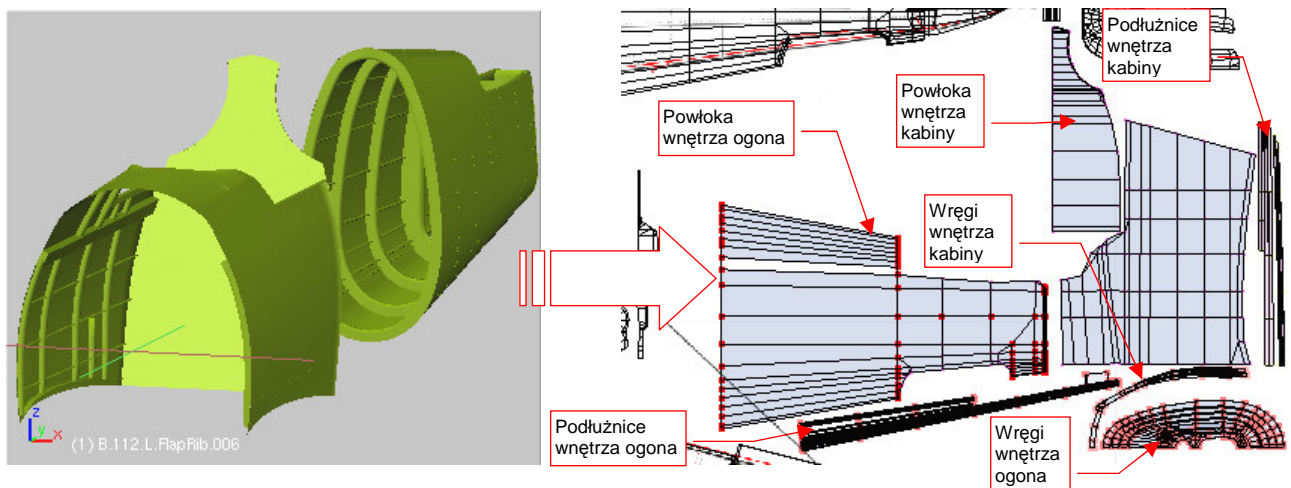 z
y
x
(1) B.112.L.FlapRib.006
Powłoka
wnętrza ogona
Powłoka
wnętrza
kabiny
Podłużnice
wnętrza
kabiny
Wręgi
wnętrza
kabiny
Podłużnice
wnętrza ogona
Wręgi
wnętrza
ogona